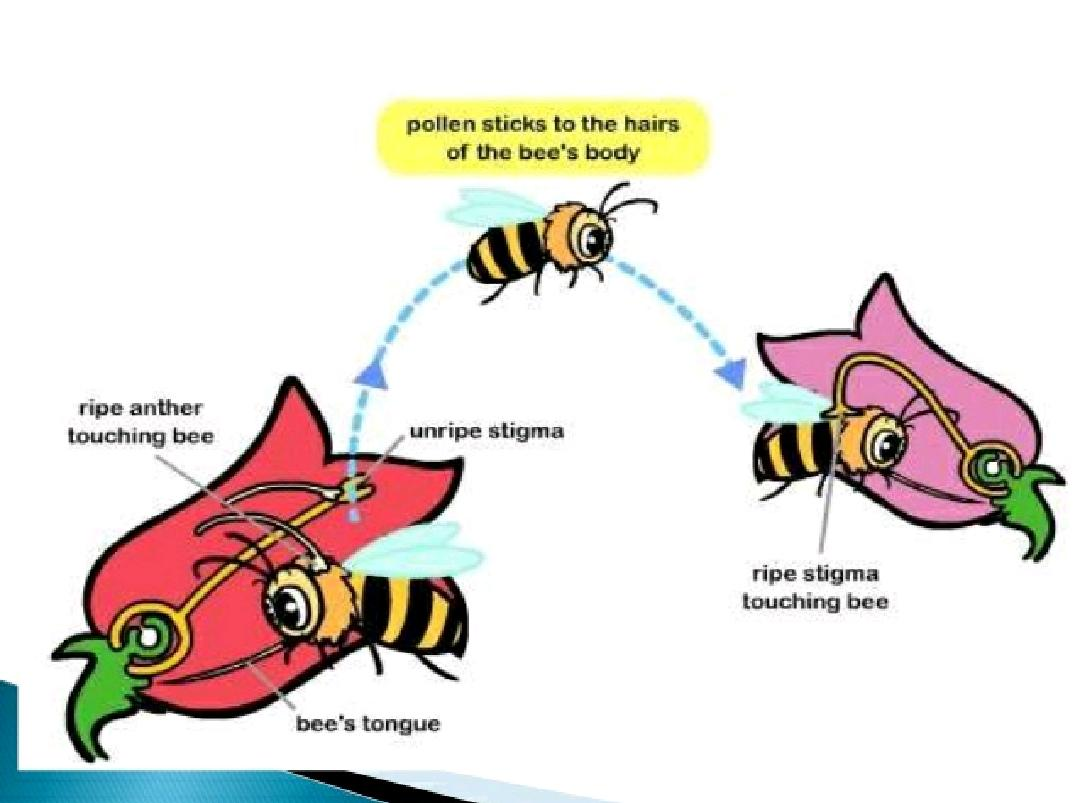 pollen sticks to the hairs
of the bee's body
ripe anther
touching bee
unripe stigma
ripe stigma
touching bee
bee's tongue